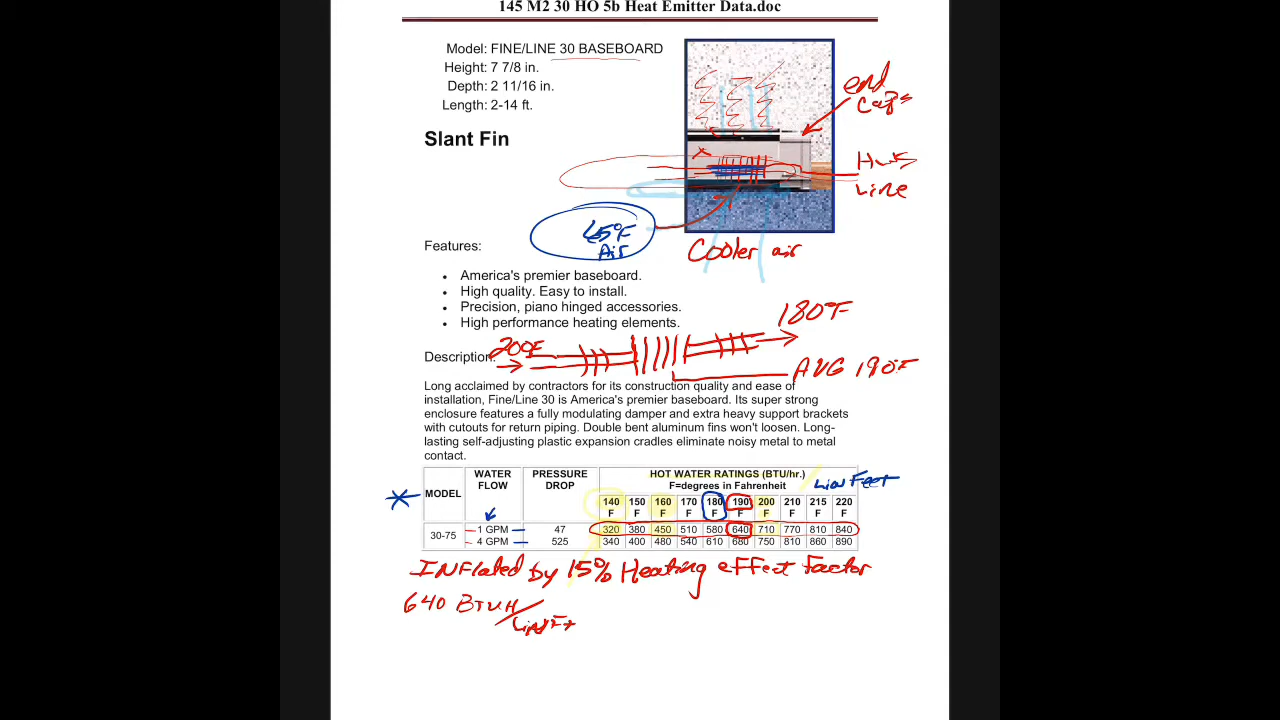 145 M2 30 HO 5b Heat Emitter Data.doc
Model: FINE/LINE 30 BASEBOARD
Height: 7 7/8 in.
Depth: 2 11/16 in.
Length: 2-14 ft.
end
caps
Slant Fin
HWS
Line
45°F
Air
Cooler air
Features:
• America's premier baseboard.
• High quality. Easy to install.
• Precision, piano hinged accessories.
• High performance heating elements.
180°F
200°F
Description:
AVG 190°F
Long acclaimed by contractors for its construction quality and ease of
installation, Fine/Line 30 is America's premier baseboard. Its super strong
enclosure features a fully modulating damper and extra heavy support brackets
with cutouts for return piping. Double bent aluminum fins won't loosen. Long-
lasting self-adjusting plastic expansion cradles eliminate noisy metal to metal
contact.
MODEL WATER FLOW PRESSURE DROP HOT WATER RATINGS (BTU/hr.)
F=degrees in Fahrenheit
Lin Feet
140 F 150 F 160 F 170 F 180 F 190 F 200 F 210 F 215 F 220 F
30-75 1 GPM 47 320 380 450 510 580 640 710 770 810 840
4 GPM 525 340 400 480 540 610 680 750 810 860 890
INFlated by 15% Heating effect Factor
640 BTUH/Lin Ft